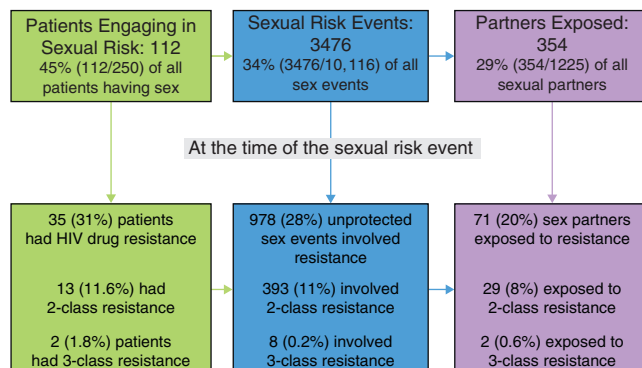 Patients Engaging in
Sexual Risk: 112
45% (112/250) of all
patients having sex
Sexual Risk Events:
3476
34% (3476/10, 116) of all
sex events
Partners Exposed:
354
29% (354/1225) of all
sexual partners
At the time of the sexual risk event
35 (31%) patients
had HIV drug resistance
13 (11.6%) had
2-class resistance
2 (1.8%) patients
had 3-class resistance
978 (28%) unprotected
sex events involved
resistance
393 (11%) involved
2-class resistance
8 (0.2%) involved
3-class resistance
71 (20%) sex partners
exposed to resistance
29 (8%) exposed to
2-class resistance
2 (0.6%) exposed to
3-class resistance